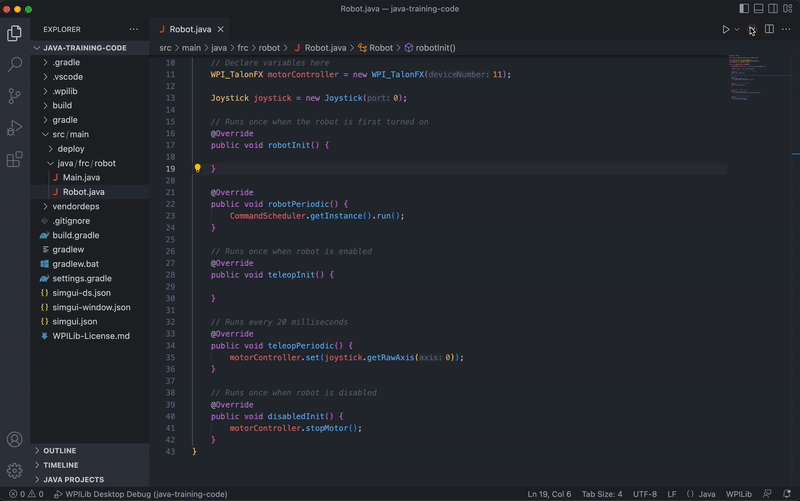 Robot.java — java-training-code
EXPLORER
Robot.java
JAVA-TRAINING-CODE
.gradle
.vscode
.wpilib
build
gradle
src/main
deploy
java/frc/robot
Main.java
Robot.java
vendordeps
.gitignore
build.gradle
gradlew
gradlew.bat
settings.gradle
simgui-ds.json
simgui-window.json
simgui.json
WPILib-License.md
OUTLINE
TIMELINE
JAVA PROJECTS
src > main > java > frc > robot > Robot.java > Robot > robotInit()
10 // Declare variables here
11 WPI_TalonFX motorController = new WPI_TalonFX(deviceNumber: 11);
12
13 Joystick joystick = new Joystick(port: 0);
14
15 // Runs once when the robot is first turned on
16 @Override
17 public void robotInit() {
18
19 }
20
21 @Override
22 public void robotPeriodic() {
23 CommandScheduler.getInstance().run();
24 }
25
26 // Runs once when robot is enabled
27 @Override
28 public void teleopInit() {
29
30 }
31
32 // Runs every 20 milliseconds
33 @Override
34 public void teleopPeriodic() {
35 motorController.set(joystick.getRawAxis(axis: 0));
36 }
37
38 // Runs once when robot is disabled
39 @Override
40 public void disabledInit() {
41 motorController.stopMotor();
42 }
43 }
0 0 WPILib Desktop Debug (java-training-code) Ln 19, Col 6 Tab Size: 4 UTF-8 LF {} Java WPILib